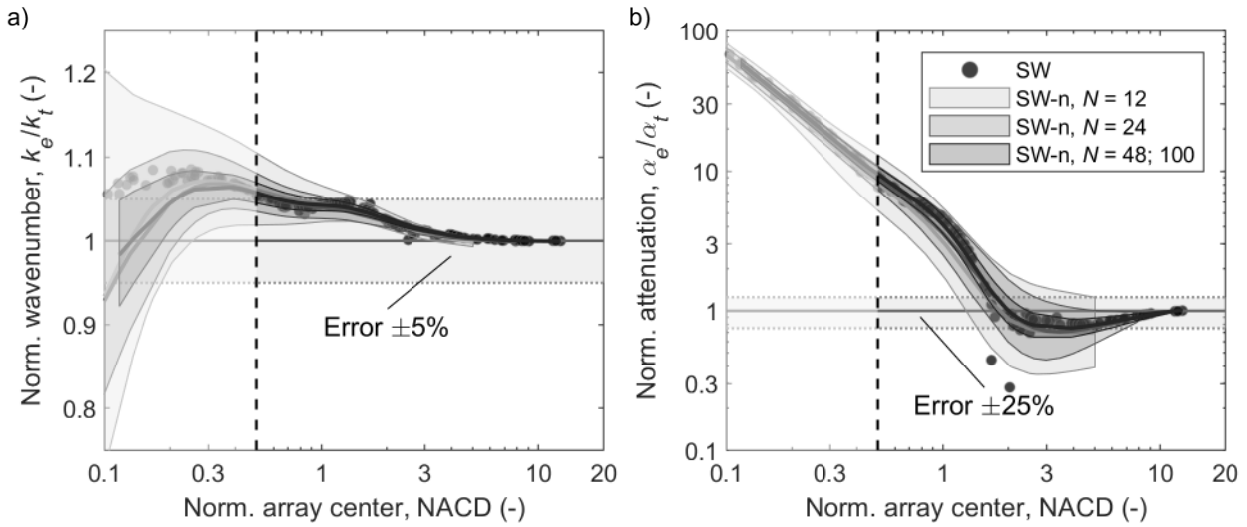 a)
Norm. wavenumber, k_e/k_t (-)
1.2
1.1
1
0.9
0.8
Error ±5%
0.1 0.3 1 3 10 20
Norm. array center, NACD (-)
b)
Norm. attenuation, α_e/α_t (-)
100
30
10
3
1
0.3
0.1
SW
SW-n, N = 12
SW-n, N = 24
SW-n, N = 48; 100
Error ±25%
0.1 0.3 1 3 10 20
Norm. array center, NACD (-)